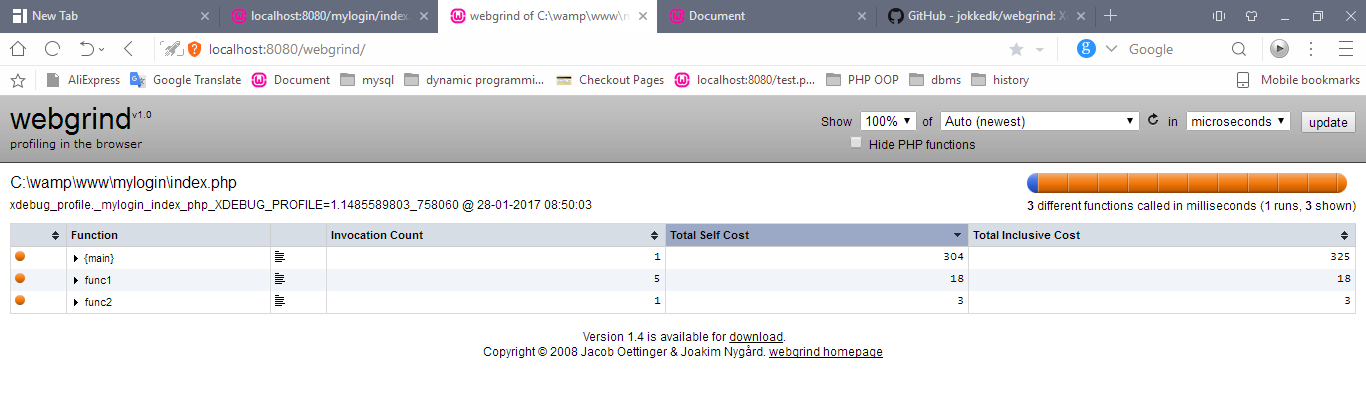 New Tab localhost:8080/mylogin/index. webgrind of C:\wamp\www\m Document GitHub - jokkedk/webgrind: X
localhost:8080/webgrind/ g Google
AliExpress Google Translate Document mysql dynamic programmi... Checkout Pages localhost:8080/test.p... PHP OOP dbms history Mobile bookmarks
webgrind v1.0
profiling in the browser
Show 100% of Auto (newest) in microseconds update
Hide PHP functions
C:\wamp\www\mylogin\index.php
xdebug_profile._mylogin_index_php_XDEBUG_PROFILE=1.1485589803_758060 @ 28-01-2017 08:50:03
3 different functions called in milliseconds (1 runs, 3 shown)
Function Invocation Count Total Self Cost Total Inclusive Cost
{main} 1 304 325
func1 5 18 18
func2 1 3 3
Version 1.4 is available for download.
Copyright © 2008 Jacob Oettinger & Joakim Nygård. webgrind homepage